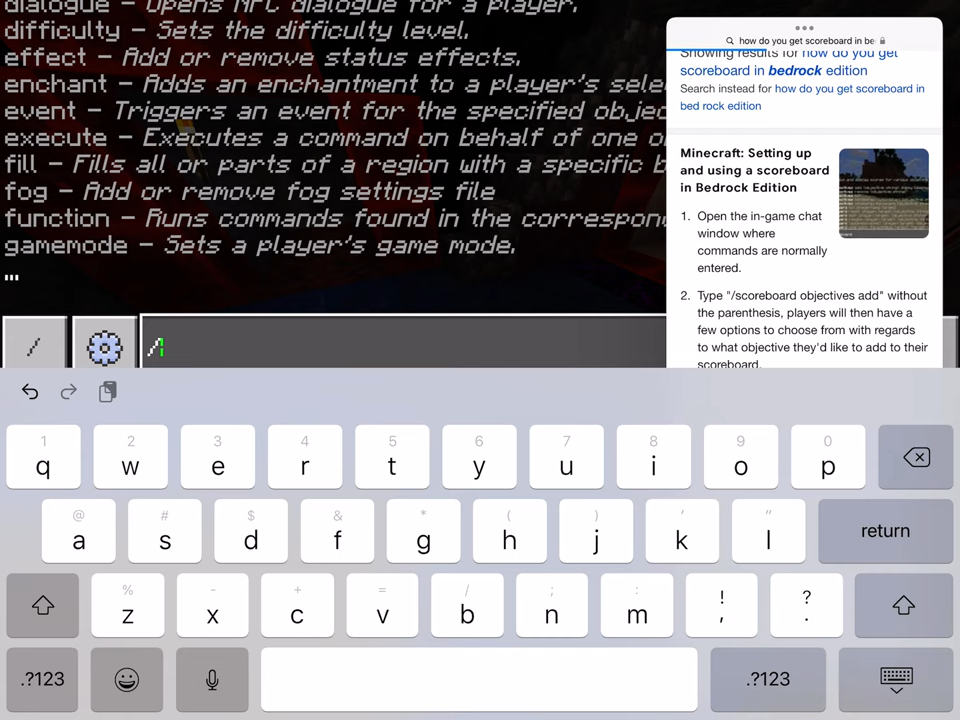 dialogue – Opens NPC dialogue for a player.
difficulty – Sets the difficulty level.
effect – Add or remove status effects.
enchant – Adds an enchantment to a player's sele
event – Triggers an event for the specified objec
execute – Executes a command on behalf of one o
fill – Fills all or parts of a region with a specific b
fog – Add or remove fog settings file
function – Runs commands found in the correspon
gamemode – Sets a player's game mode.
...
/
/
how do you get scoreboard in be
Showing results for how do you get
scoreboard in bedrock edition
Search instead for how do you get scoreboard in
bed rock edition
Minecraft: Setting up
and using a scoreboard
in Bedrock Edition
1. Open the in-game chat
window where
commands are normally
entered.
2. Type "/scoreboard objectives add" without
the parenthesis, players will then have a
few options to choose from with regards
to what objective they'd like to add to their
scoreboard.
1 2 3 4 5 6 7 8 9 0
q w e r t y u i o p
@ # $ & * ( ) ' "
a s d f g h j k l return
% - + = / ; : ! ?
z x c v b n m , .
.?123 .?123